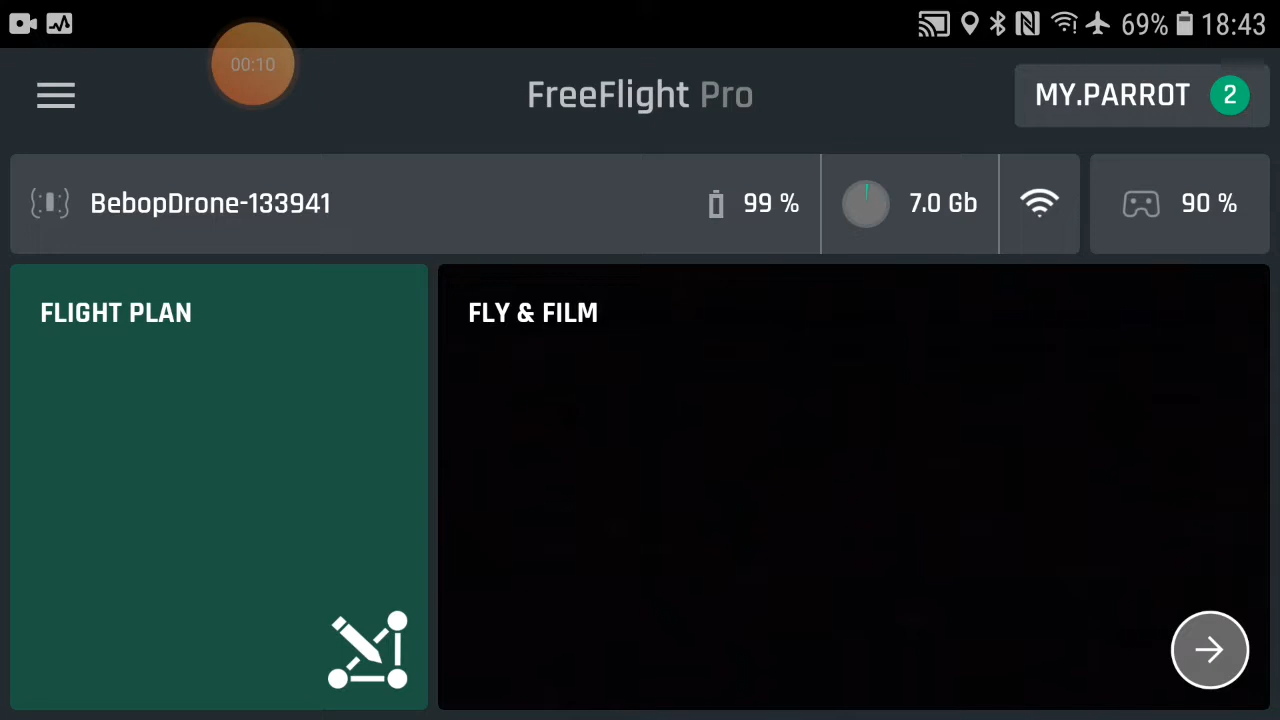 69% 18:43
00:10
FreeFlight Pro
MY.PARROT 2
BebopDrone-133941 99 % 7.0 Gb 90 %
FLIGHT PLAN
FLY & FILM